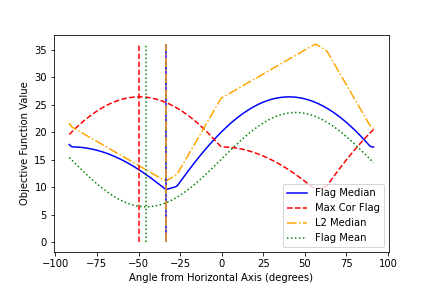 35
30
25
20
15
10
5
0
Objective Function Value
−100 −75 −50 −25 0 25 50 75 100
Angle from Horizontal Axis (degrees)
Flag Median
Max Cor Flag
L2 Median
Flag Mean